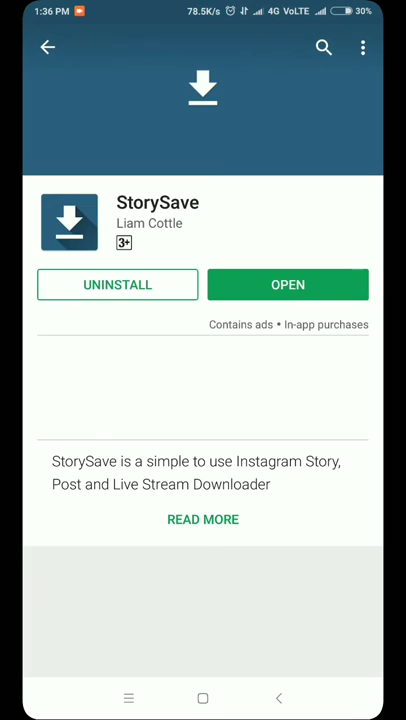 1:36 PM 78.5K/s 4G VoLTE 30%
StorySave
Liam Cottle
3+
UNINSTALL OPEN
Contains ads • In-app purchases
StorySave is a simple to use Instagram Story,
Post and Live Stream Downloader
READ MORE